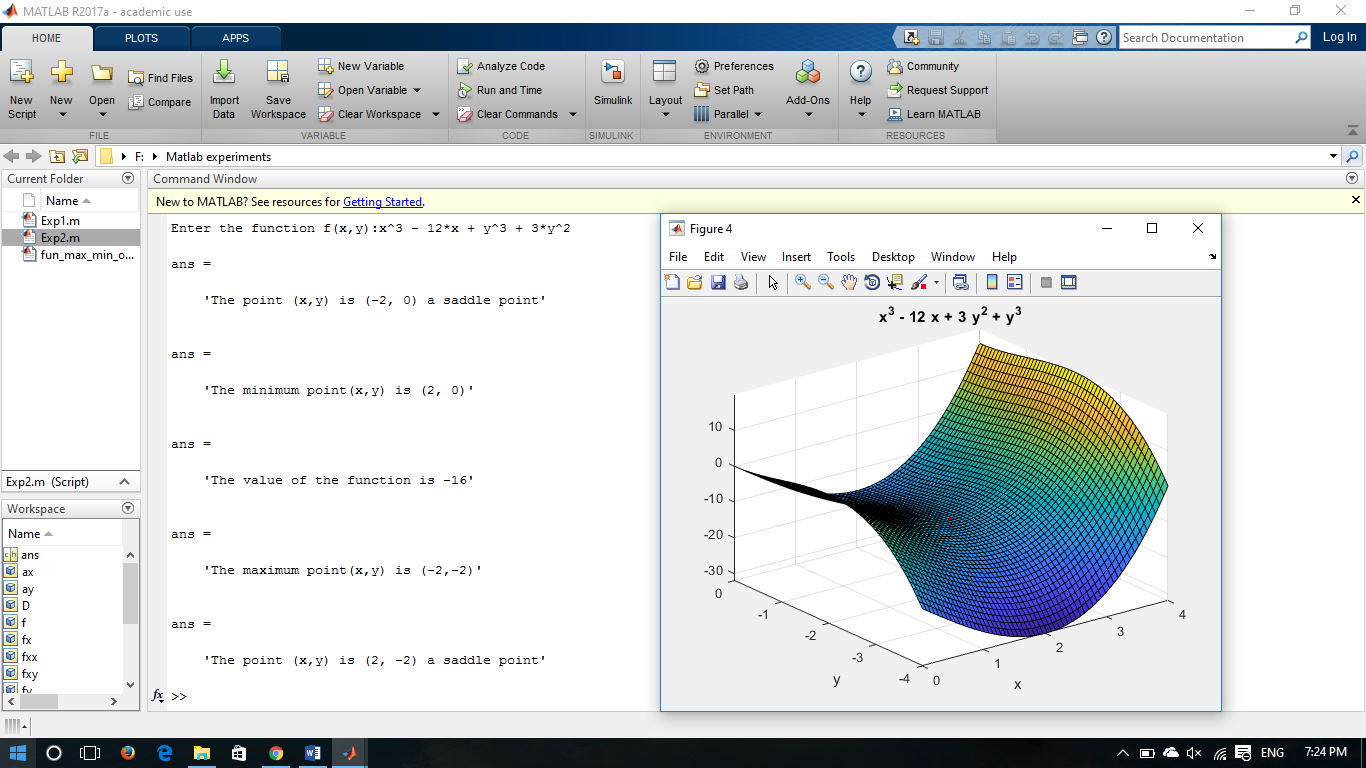 MATLAB R2017a - academic use
HOME PLOTS APPS
Search Documentation
Log In
New Script
New
Open
Find Files
Compare
Import Data
Save Workspace
New Variable
Open Variable
Clear Workspace
Analyze Code
Run and Time
Clear Commands
Simulink
Layout
Preferences
Set Path
Parallel
Add-Ons
Help
Community
Request Support
Learn MATLAB
FILE VARIABLE CODE SIMULINK ENVIRONMENT RESOURCES
F: Matlab experiments
Current Folder
Name
Exp1.m
Exp2.m
fun_max_min_o...
Exp2.m (Script)
Workspace
Name
ans
ax
ay
D
f
fx
fxx
fxy
fy
Command Window
New to MATLAB? See resources for Getting Started.
Enter the function f(x,y):x^3 - 12*x + y^3 + 3*y^2
ans =
'The point (x,y) is (-2, 0) a saddle point'
ans =
'The minimum point(x,y) is (2, 0)'
ans =
'The value of the function is -16'
ans =
'The maximum point(x,y) is (-2,-2)'
ans =
'The point (x,y) is (2, -2) a saddle point'
fx >>
Figure 4
File Edit View Insert Tools Desktop Window Help
x³ - 12 x + 3 y² + y³
10
0
-10
-20
-30
0
-1
-2
-3
-4
y
0
1
2
3
4
x
ENG
7:24 PM